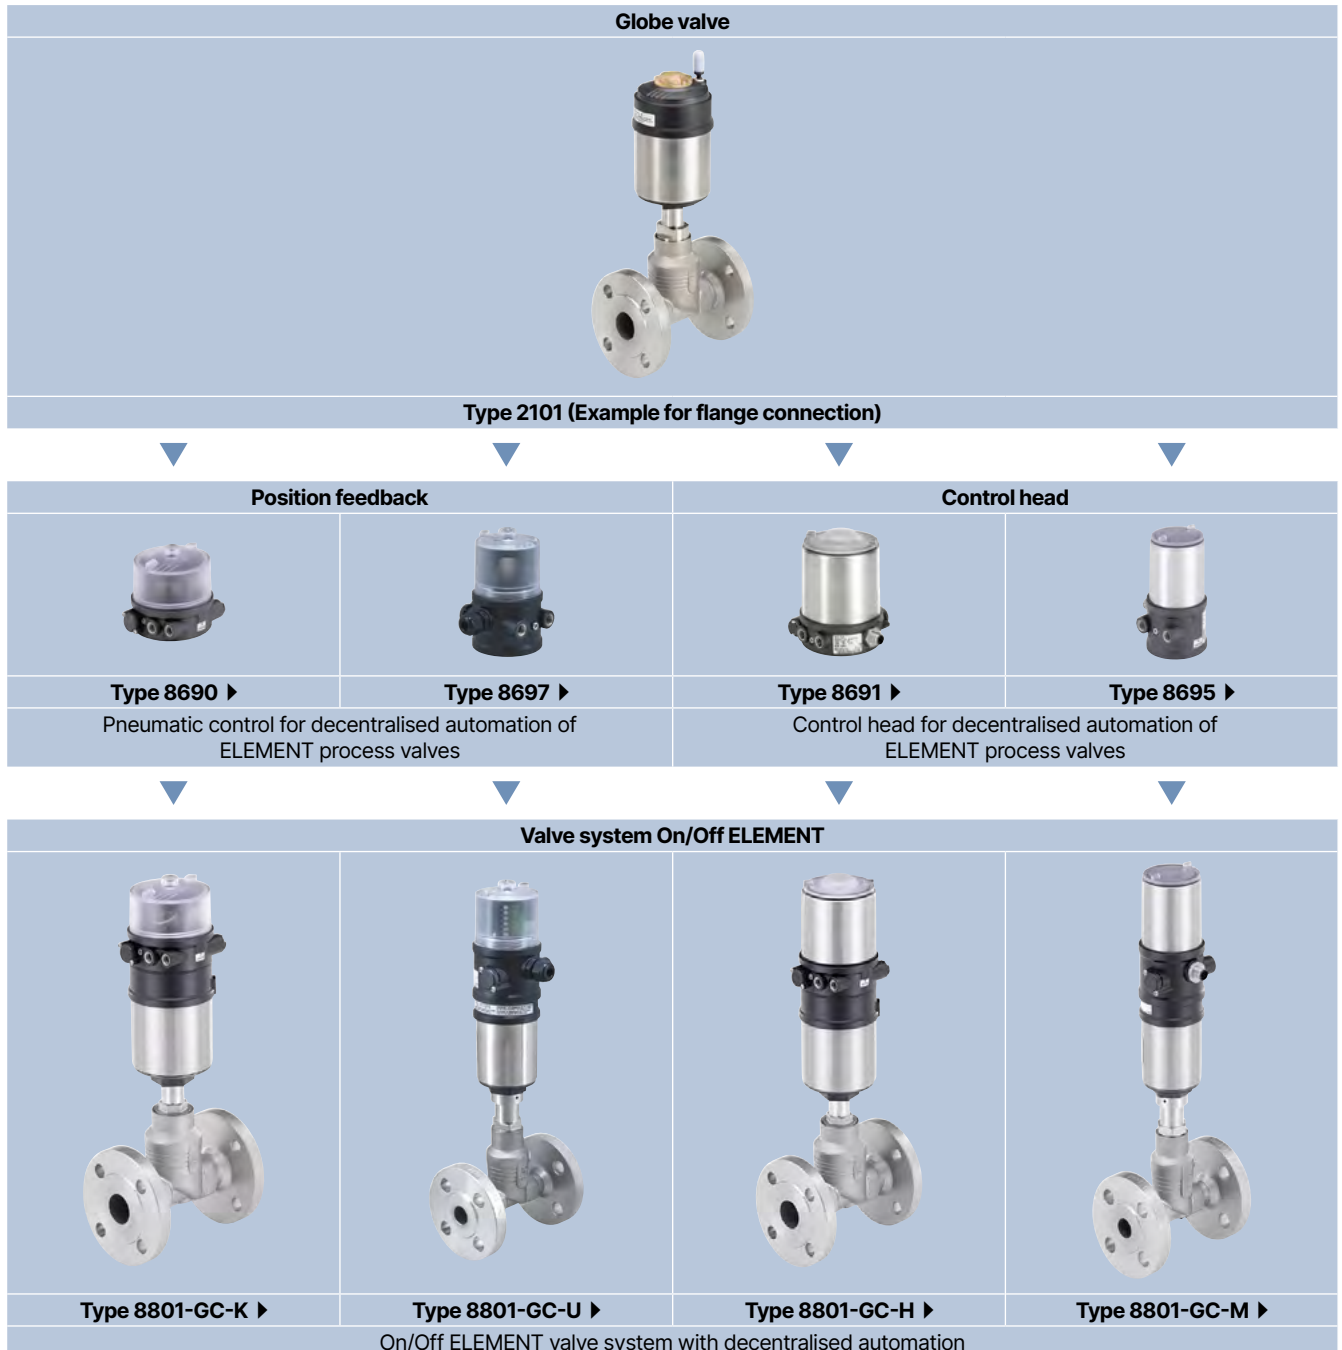 Globe valve
Type 2101 (Example for flange connection)
Position feedback
Control head
Type 8690
Type 8697
Type 8691
Type 8695
Pneumatic control for decentralised automation of
ELEMENT process valves
Control head for decentralised automation of
ELEMENT process valves
Valve system On/Off ELEMENT
Type 8801-GC-K
Type 8801-GC-U
Type 8801-GC-H
Type 8801-GC-M
On/Off ELEMENT valve system with decentralised automation